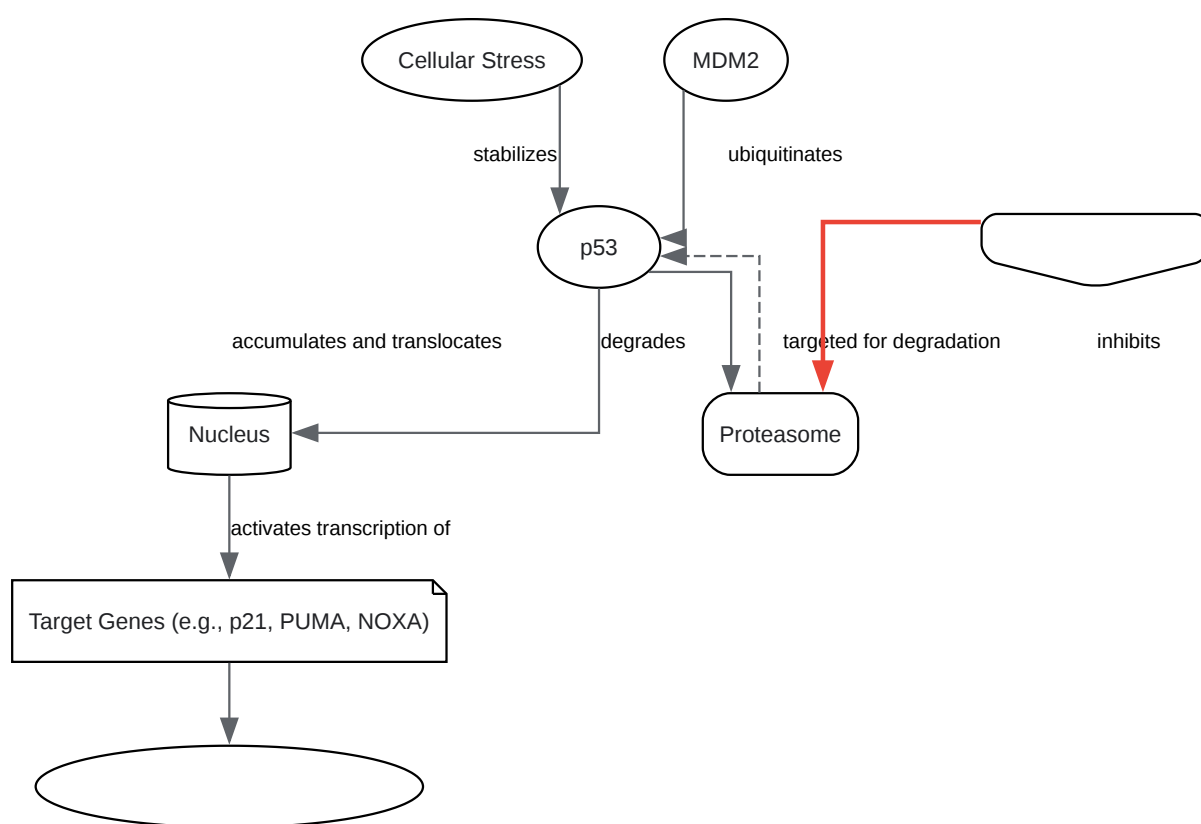 Cellular Stress
MDM2
stabilizes
ubiquitinates
p53
accumulates and translocates
degrades
targeted for degradation
inhibits
Nucleus
Proteasome
activates transcription of
Target Genes (e.g., p21, PUMA, NOXA)